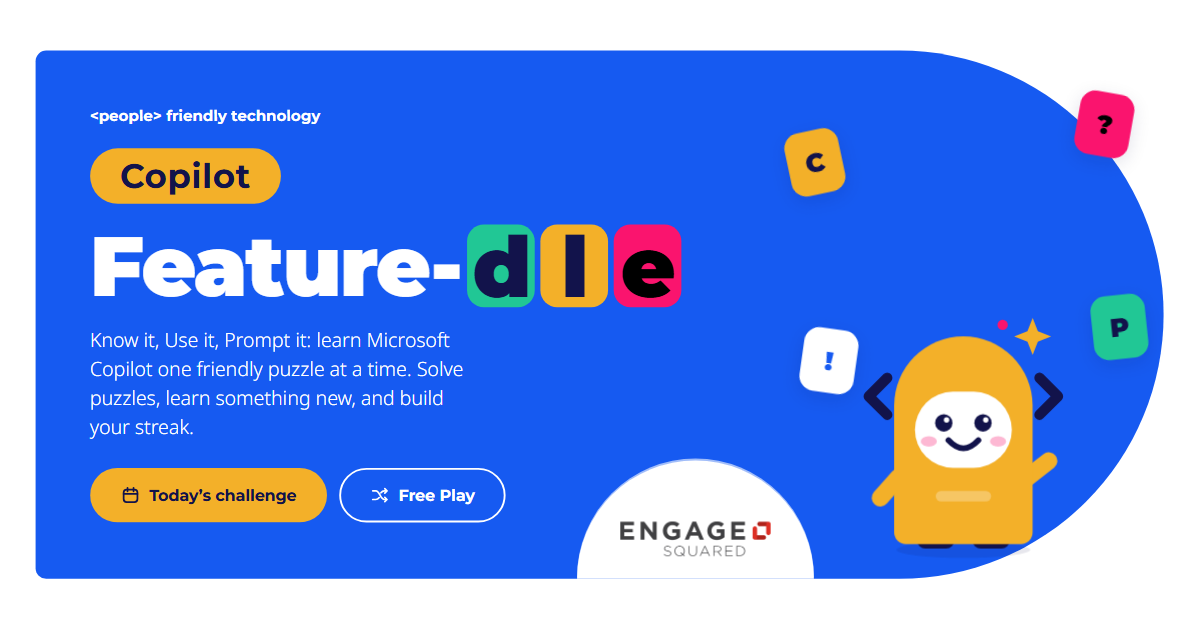 <people> friendly technology
Copilot
Feature-dle
Know it, Use it, Prompt it: learn Microsoft
Copilot one friendly puzzle at a time. Solve
puzzles, learn something new, and build
your streak.
Today’s challenge
Free Play
C
?
!
P
ENGAGE
SQUARED